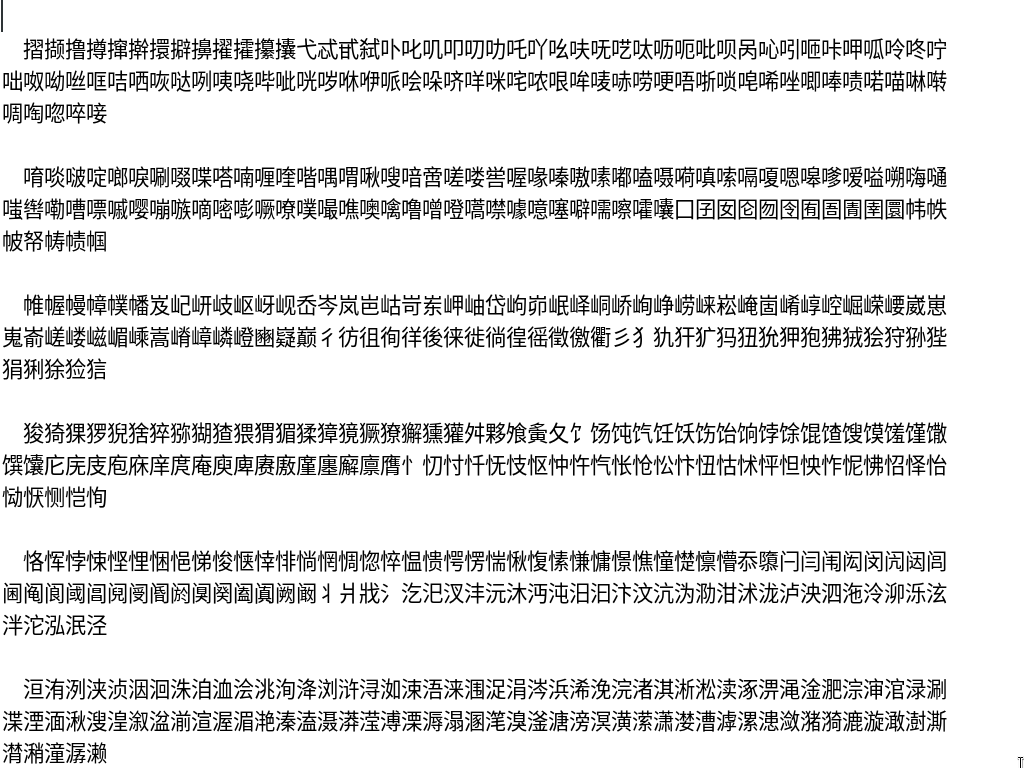 摺撷撸撙撺擀擐擗擤擢攉攥攮弋忒甙弑卟叱叽叩叨叻吒吖吆呋呒呓呔呖呃吡呗呙吣吲咂咔呷呱呤咚咛
咄呶呦咝哐咭哂咴哒咧咦哓哔呲咣哕咻咿哌哙哚哜咩咪咤哝哏哞唛哧唠哽唔哳唢唣唏唑唧唪啧喏喵啉啭
啁啕唿啐唼
唷啖啵啶啷唳唰啜喋嗒喃喱喹喈喁喟啾嗖喑啻嗟喽喾喔喙嗪嗷嗉嘟嗑嗫嗬嗔嗦嗝嗄嗯嗥嗲嗳嗌嗍嗨嗵
嗤辔嘞嘈嘌嘁嘤嘣嗾嘀嘧嘭噘嘹噗嘬噍噢噙噜噌噔嚆噤噱噫噻噼嚅嚓嚯囔囗囝囡囵囫囹囿圄圊圉圜帏帙
帔帑帱帻帼
帷幄幔幛幞幡岌屺岍岐岖岈岘岙岑岚岜岵岢岽岬岫岱岣峁岷峄峒峤峋峥崂崃崧崦崮崤崞崆崛嵘崾崴崽
嵬嵛嵯嵝嵫嵋嵊嵩嵴嶂嶙嶝豳嶷巅彳彷徂徇徉後徕徙徜徨徭徵徼衢彡犭犰犴犷犸狃狁狎狍狒狨狯狩狲狴
狷猁狳猃狺
狻猗猓猡猊猞猝猕猢猹猥猬猸猱獐獍獗獠獬獯獾舛夥飧夤夂饣饧饨饩饪饫饬饴饷饽馀馄馇馊馍馐馑馓
馔馕庀庑庋庖庥庠庹庵庾庳赓廒廑廛廨廪膺忄忉忖忏怃忮怄忡忤忾怅怆忪忭忸怙怵怦怛怏怍怩怫怊怿怡
恸恹恻恺恂
恪恽悖悚悭悝悃悒悌悛惬悻悱惝惘惆惚悴愠愦愕愣惴愀愎愫慊慵憬憔憧憷懔懵忝隳闩闫闱闳闵闶闼闾
阃阄阆阈阊阋阌阍阏阒阕阖阗阙阚丬爿戕氵汔汜汊沣沅沐沔沌汨汩汴汶沆沩泐泔沭泷泸泱泗沲泠泖泺泫
泮沱泓泯泾
洹洧洌浃浈洇洄洙洎洫浍洮洵洚浏浒浔洳涑浯涞涠浞涓涔浜浠浼浣渚淇淅淞渎涿淠渑淦淝淙渖涫渌涮
渫湮湎湫溲湟溆湓湔渲渥湄滟溱溘滠漭滢溥溧溽溻溷滗溴滏溏滂溟潢潆潇漤漕滹漯漶潋潴漪漉漩澉澍澌
潸潲潼潺濑